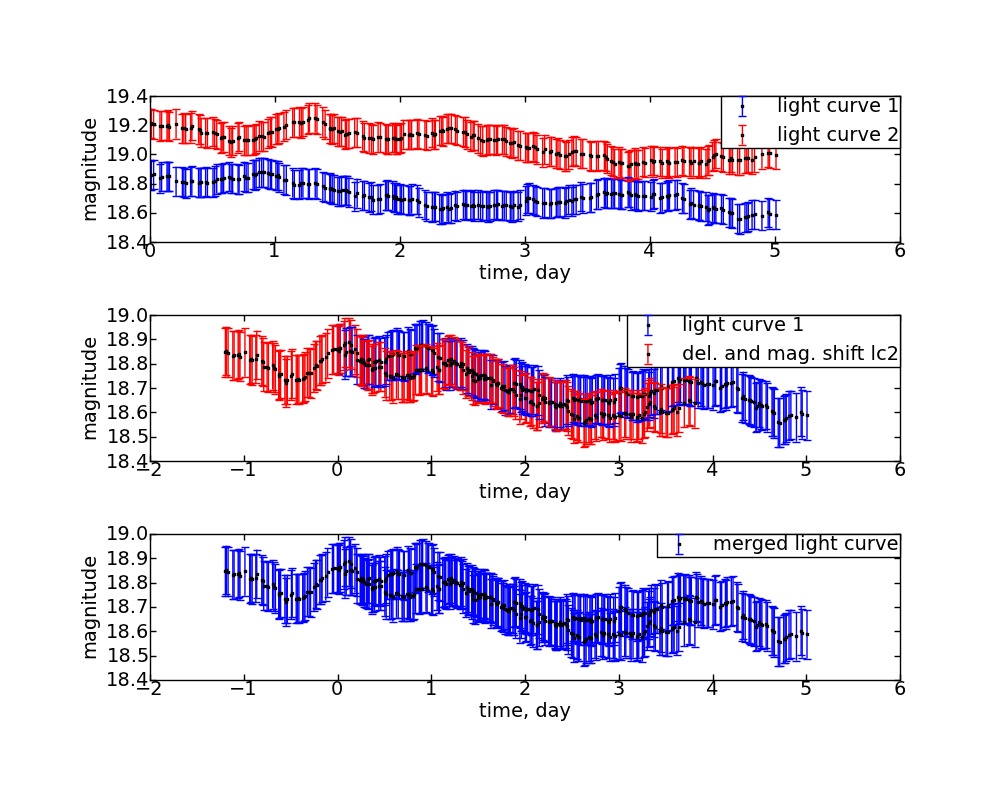 19.4
19.2
19.0
18.8
18.6
18.4
magnitude
light curve 1
light curve 2
0 1 2 3 4 5 6
time, day
19.0
18.9
18.8
18.7
18.6
18.5
18.4
magnitude
light curve 1
del. and mag. shift lc2
−2 −1 0 1 2 3 4 5 6
time, day
19.0
18.9
18.8
18.7
18.6
18.5
18.4
magnitude
merged light curve
−2 −1 0 1 2 3 4 5 6
time, day